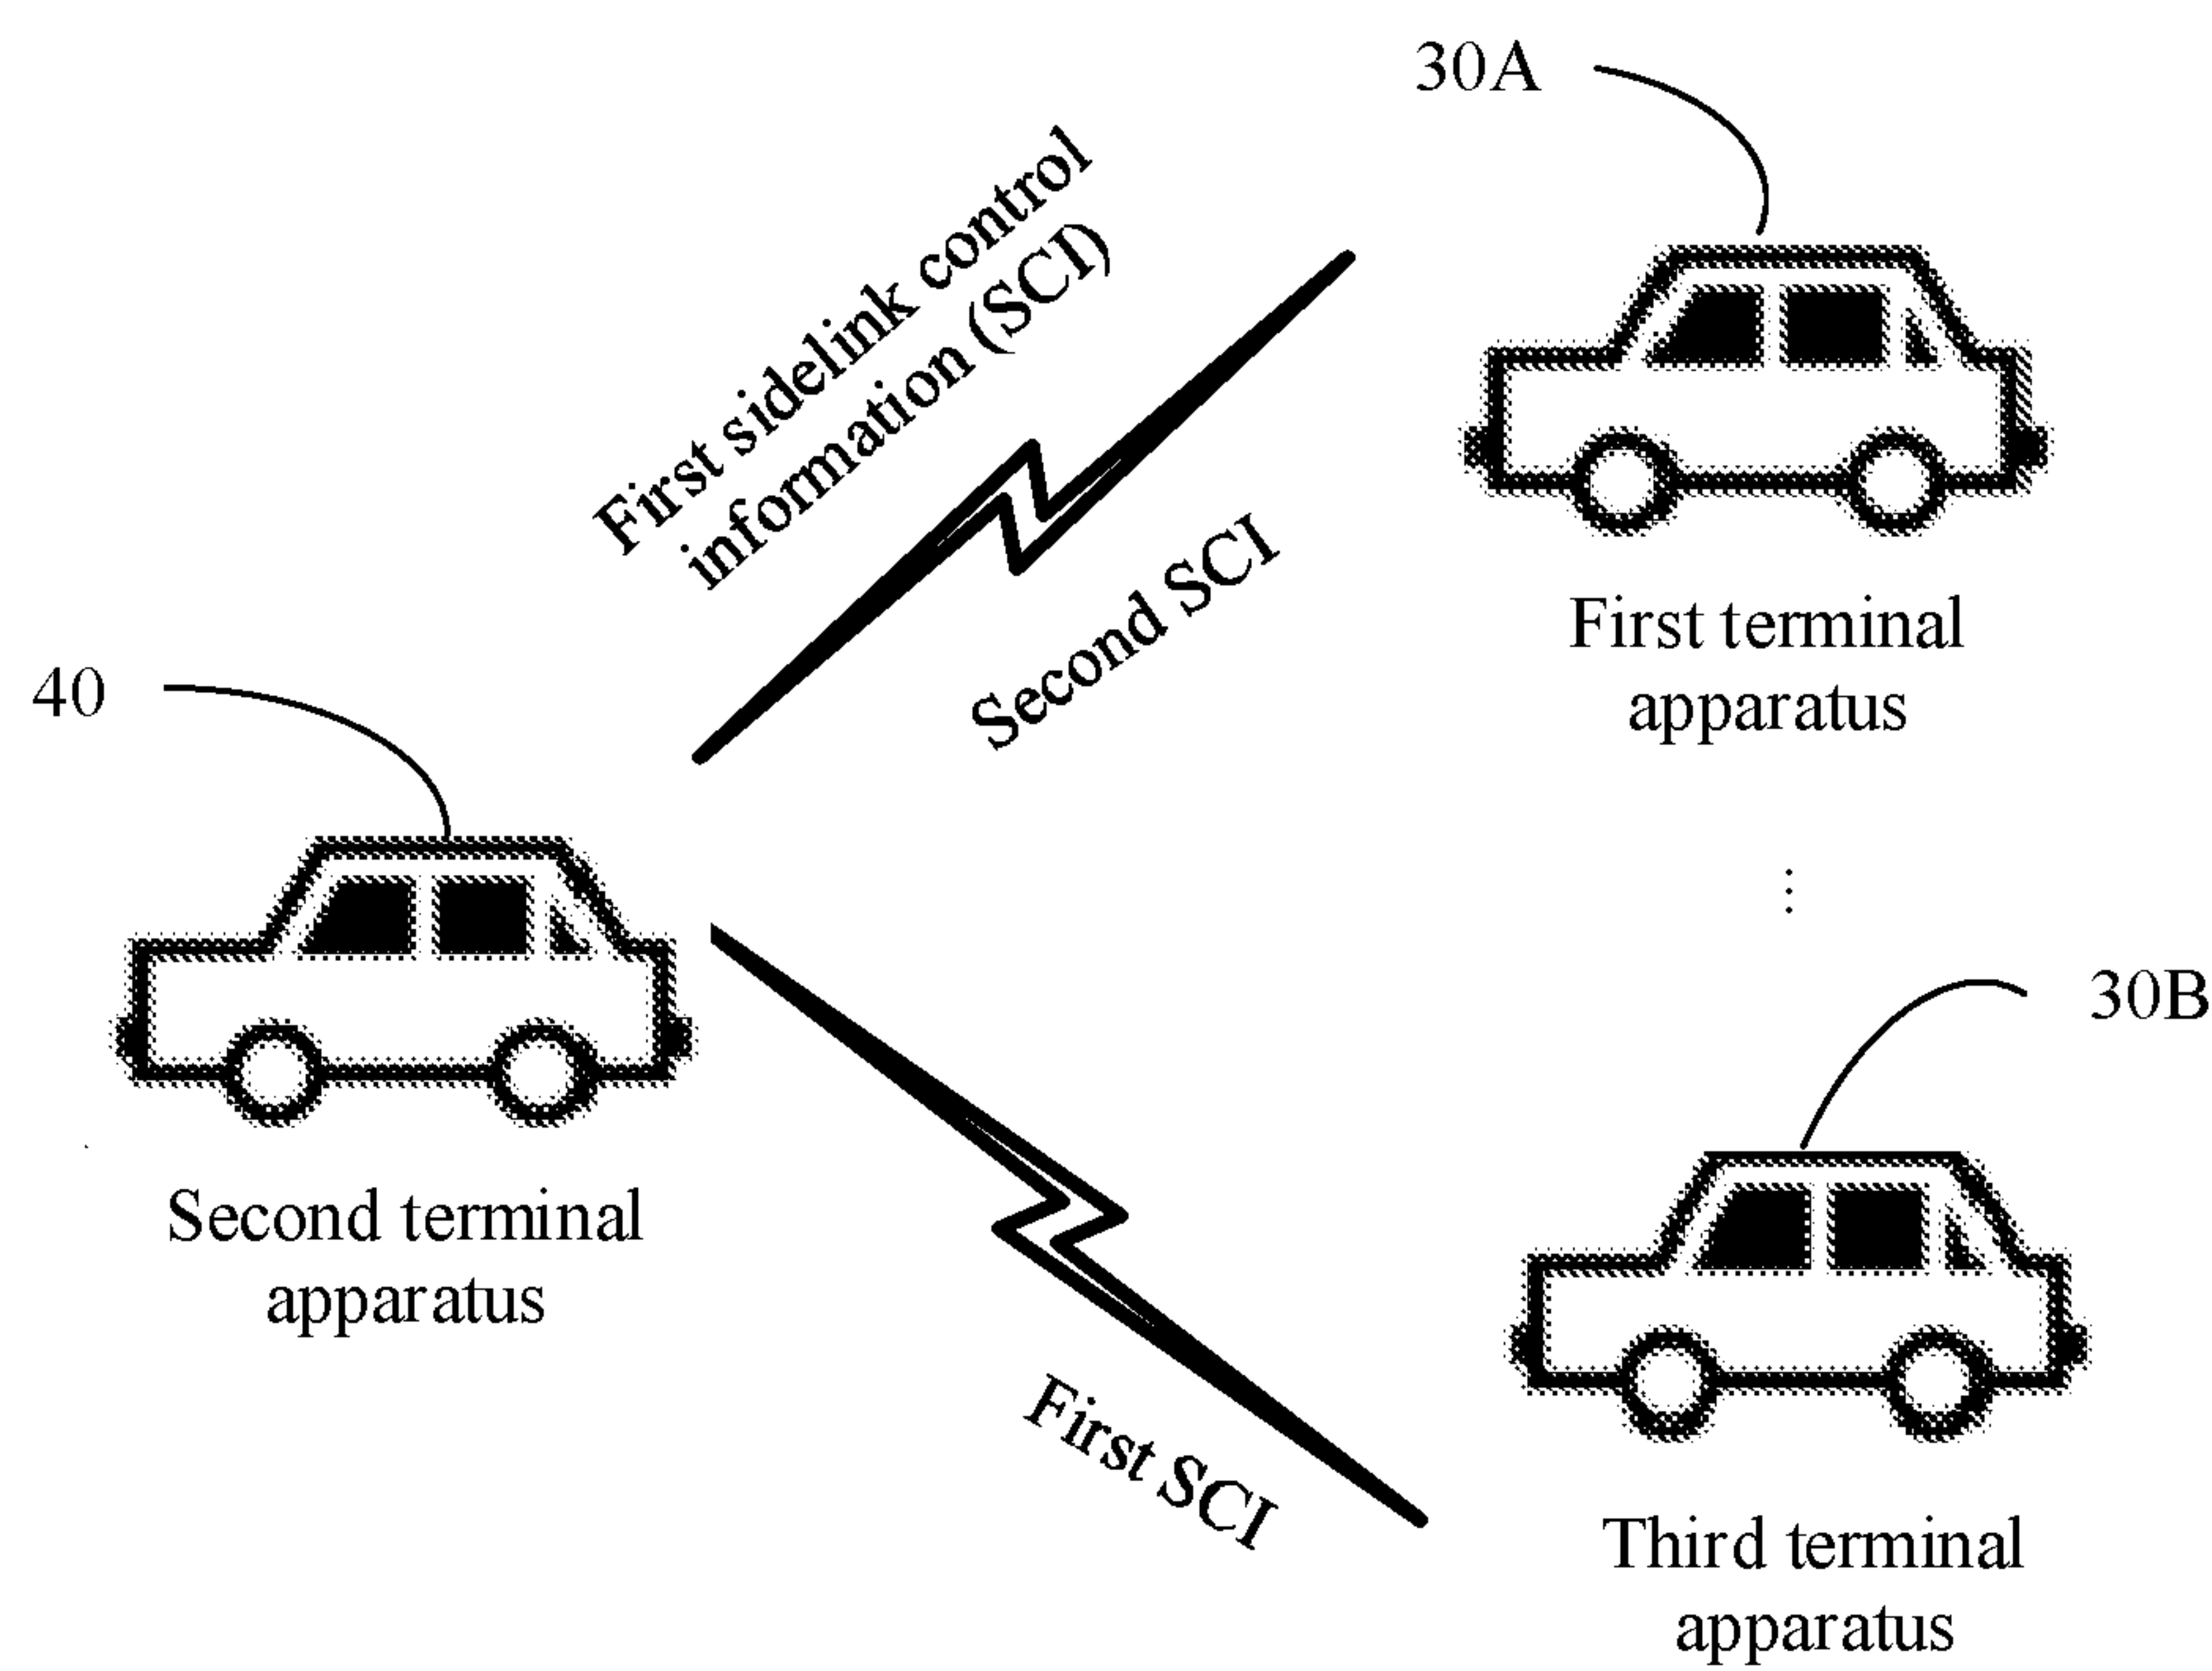 30A
First sidelink control
information (SCI)
Second SCI
First terminal
apparatus
40
30B
Second terminal
apparatus
First SCI
Third terminal
apparatus